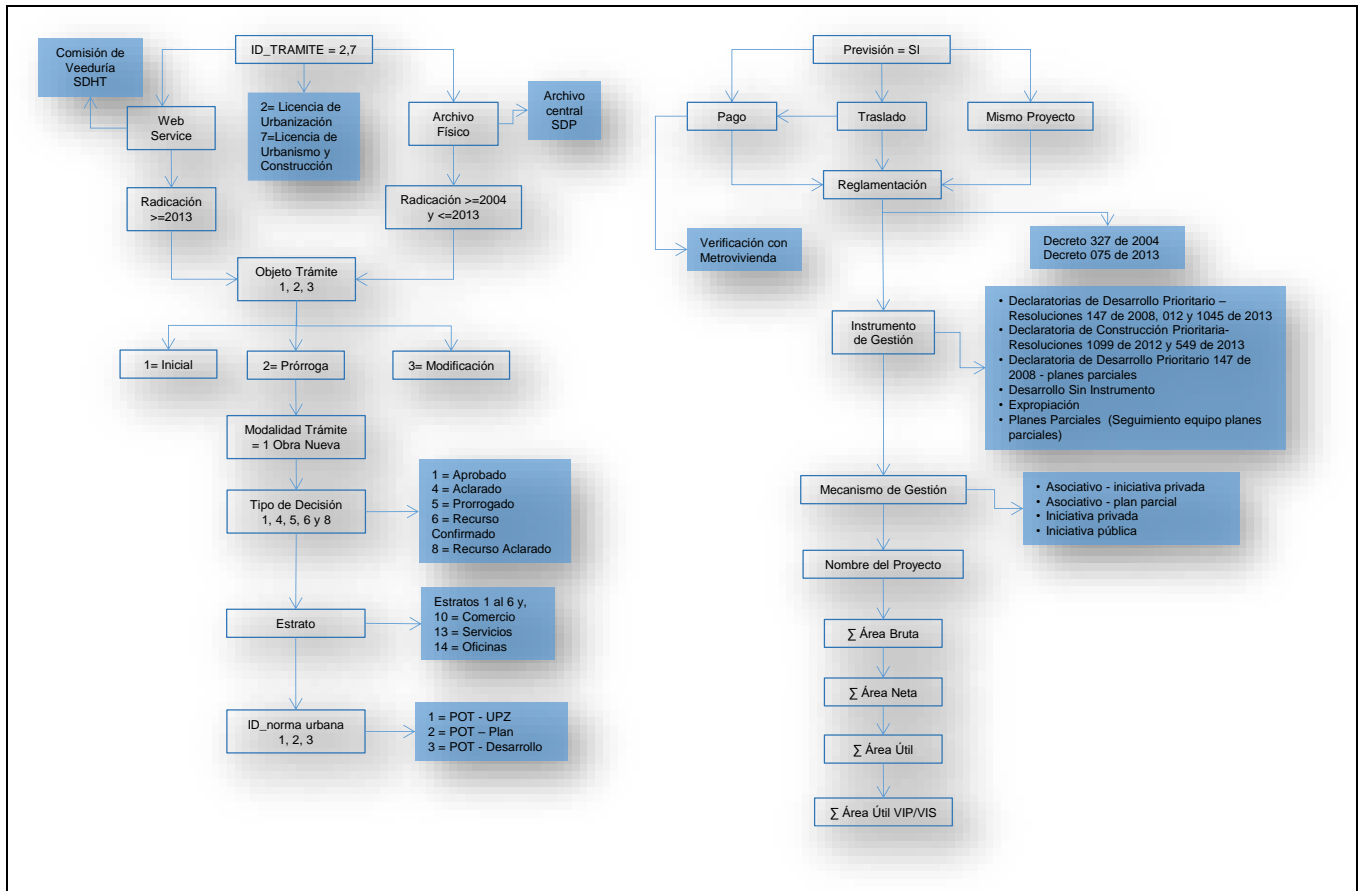 ID_TRAMITE = 2,7
Comisión de
Veeduría
SDHT
Web
Service
2= Licencia de
Urbanización
7=Licencia de
Urbanismo y
Construcción
Archivo
Físico
Archivo
central
SDP
Radicación
>=2013
Radicación >=2004
y <=2013
Objeto Trámite
1, 2, 3
1= Inicial
2= Prórroga
3= Modificación
Modalidad Trámite
= 1 Obra Nueva
Tipo de Decisión
1, 4, 5, 6 y 8
1 = Aprobado
4 = Aclarado
5 = Prorrogado
6 = Recurso
Confirmado
8 = Recurso Aclarado
Estrato
Estratos 1 al 6 y,
10 = Comercio
13 = Servicios
14 = Oficinas
ID_norma urbana
1, 2, 3
1 = POT - UPZ
2 = POT – Plan
3 = POT - Desarrollo
Previsión = SI
Pago
Traslado
Mismo Proyecto
Reglamentación
Verificación con
Metrovivienda
Decreto 327 de 2004
Decreto 075 de 2013
Instrumento
de Gestión
• Declaratorias de Desarrollo Prioritario –
Resoluciones 147 de 2008, 012 y 1045 de 2013
• Declaratoria de Construcción Prioritaria-
Resoluciones 1099 de 2012 y 549 de 2013
• Declaratoria de Desarrollo Prioritario 147 de
2008 - planes parciales
• Desarrollo Sin Instrumento
• Expropiación
• Planes Parciales (Seguimiento equipo planes
parciales)
Mecanismo de Gestión
• Asociativo - iniciativa privada
• Asociativo - plan parcial
• Iniciativa privada
• Iniciativa pública
Nombre del Proyecto
∑ Área Bruta
∑ Área Neta
∑ Área Útil
∑ Área Útil VIP/VIS